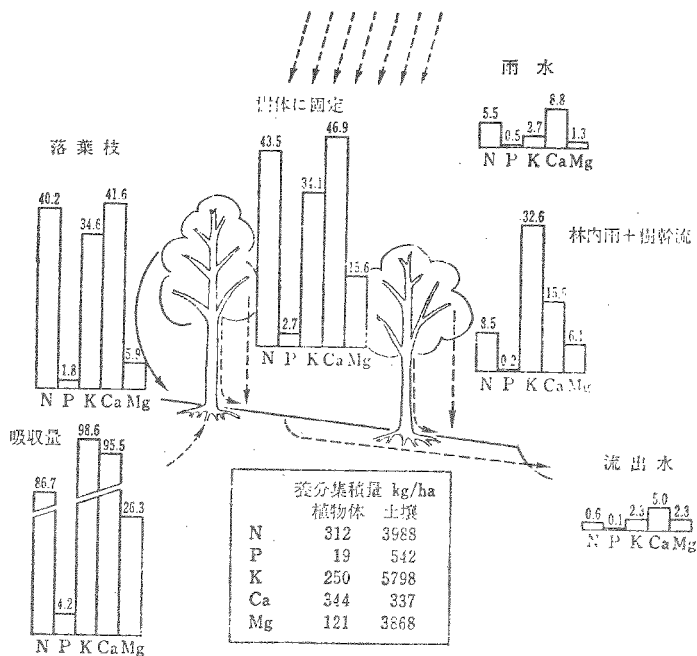 雨水
5.5 0.5 2.7 8.8 1.3
N P K Ca Mg
樹体に固定
43.5 2.7 34.1 46.9 15.6
N P K Ca Mg
落葉枝
40.2 1.8 34.6 41.6 5.9
N P K Ca Mg
林内雨+樹幹流
8.5 0.2 32.6 6.1
N P K Ca Mg
吸収量
86.7 4.2 98.6 95.5 26.3
N P K Ca Mg
流出水
0.6 0.1 2.3 5.0 2.3
N P K Ca Mg
養分集積量 kg/ha
植物体 土壌
N 312 3988
P 19 542
K 250 5798
Ca 344 337
Mg 121 3868